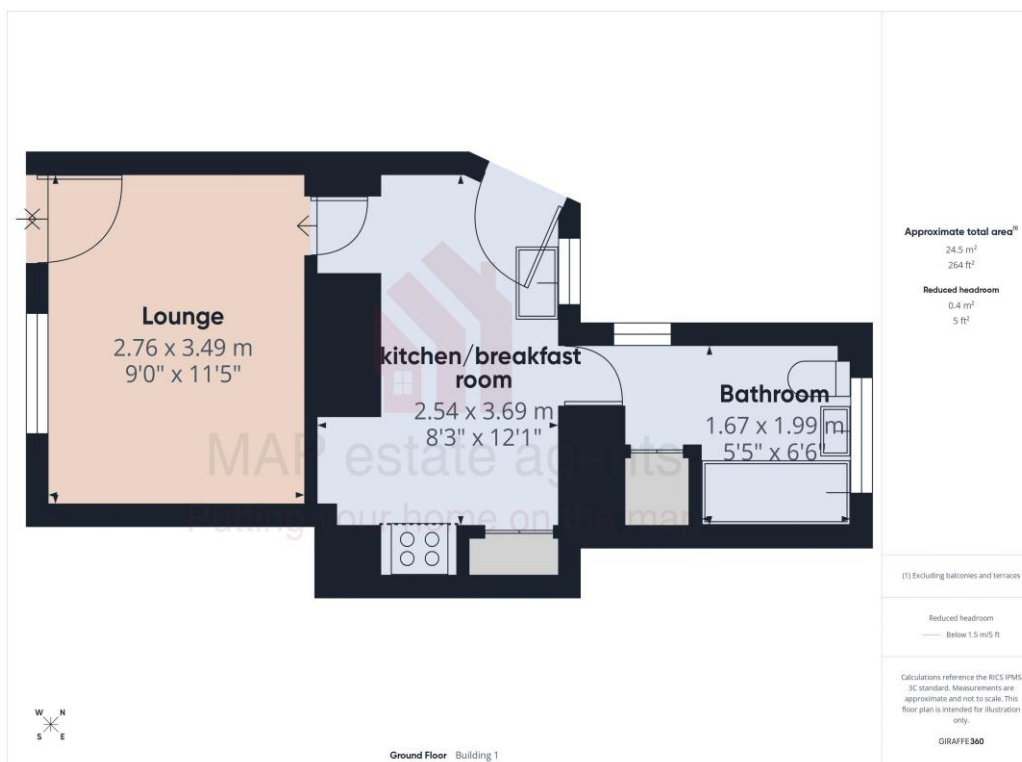 Lounge
2.76 x 3.49 m
9'0" x 11'5"
kitchen/breakfast
room
2.54 x 3.69 m
8'3" x 12'1"
Bathroom
1.67 x 1.99 m
5'5" x 6'6"
MAP estate agents
Putting your home on the map
W N
S E
Ground Floor Building 1
Approximate total area⁽¹⁾
24.5 m²
264 ft²
Reduced headroom
0.4 m²
5 ft²
(1) Excluding balconies and terraces
Reduced headroom
Below 1.5 m/5 ft
Calculations reference the RICS IPMS
3C standard. Measurements are
approximate and not to scale. This
floor plan is intended for illustration
only.
GIRAFFE360